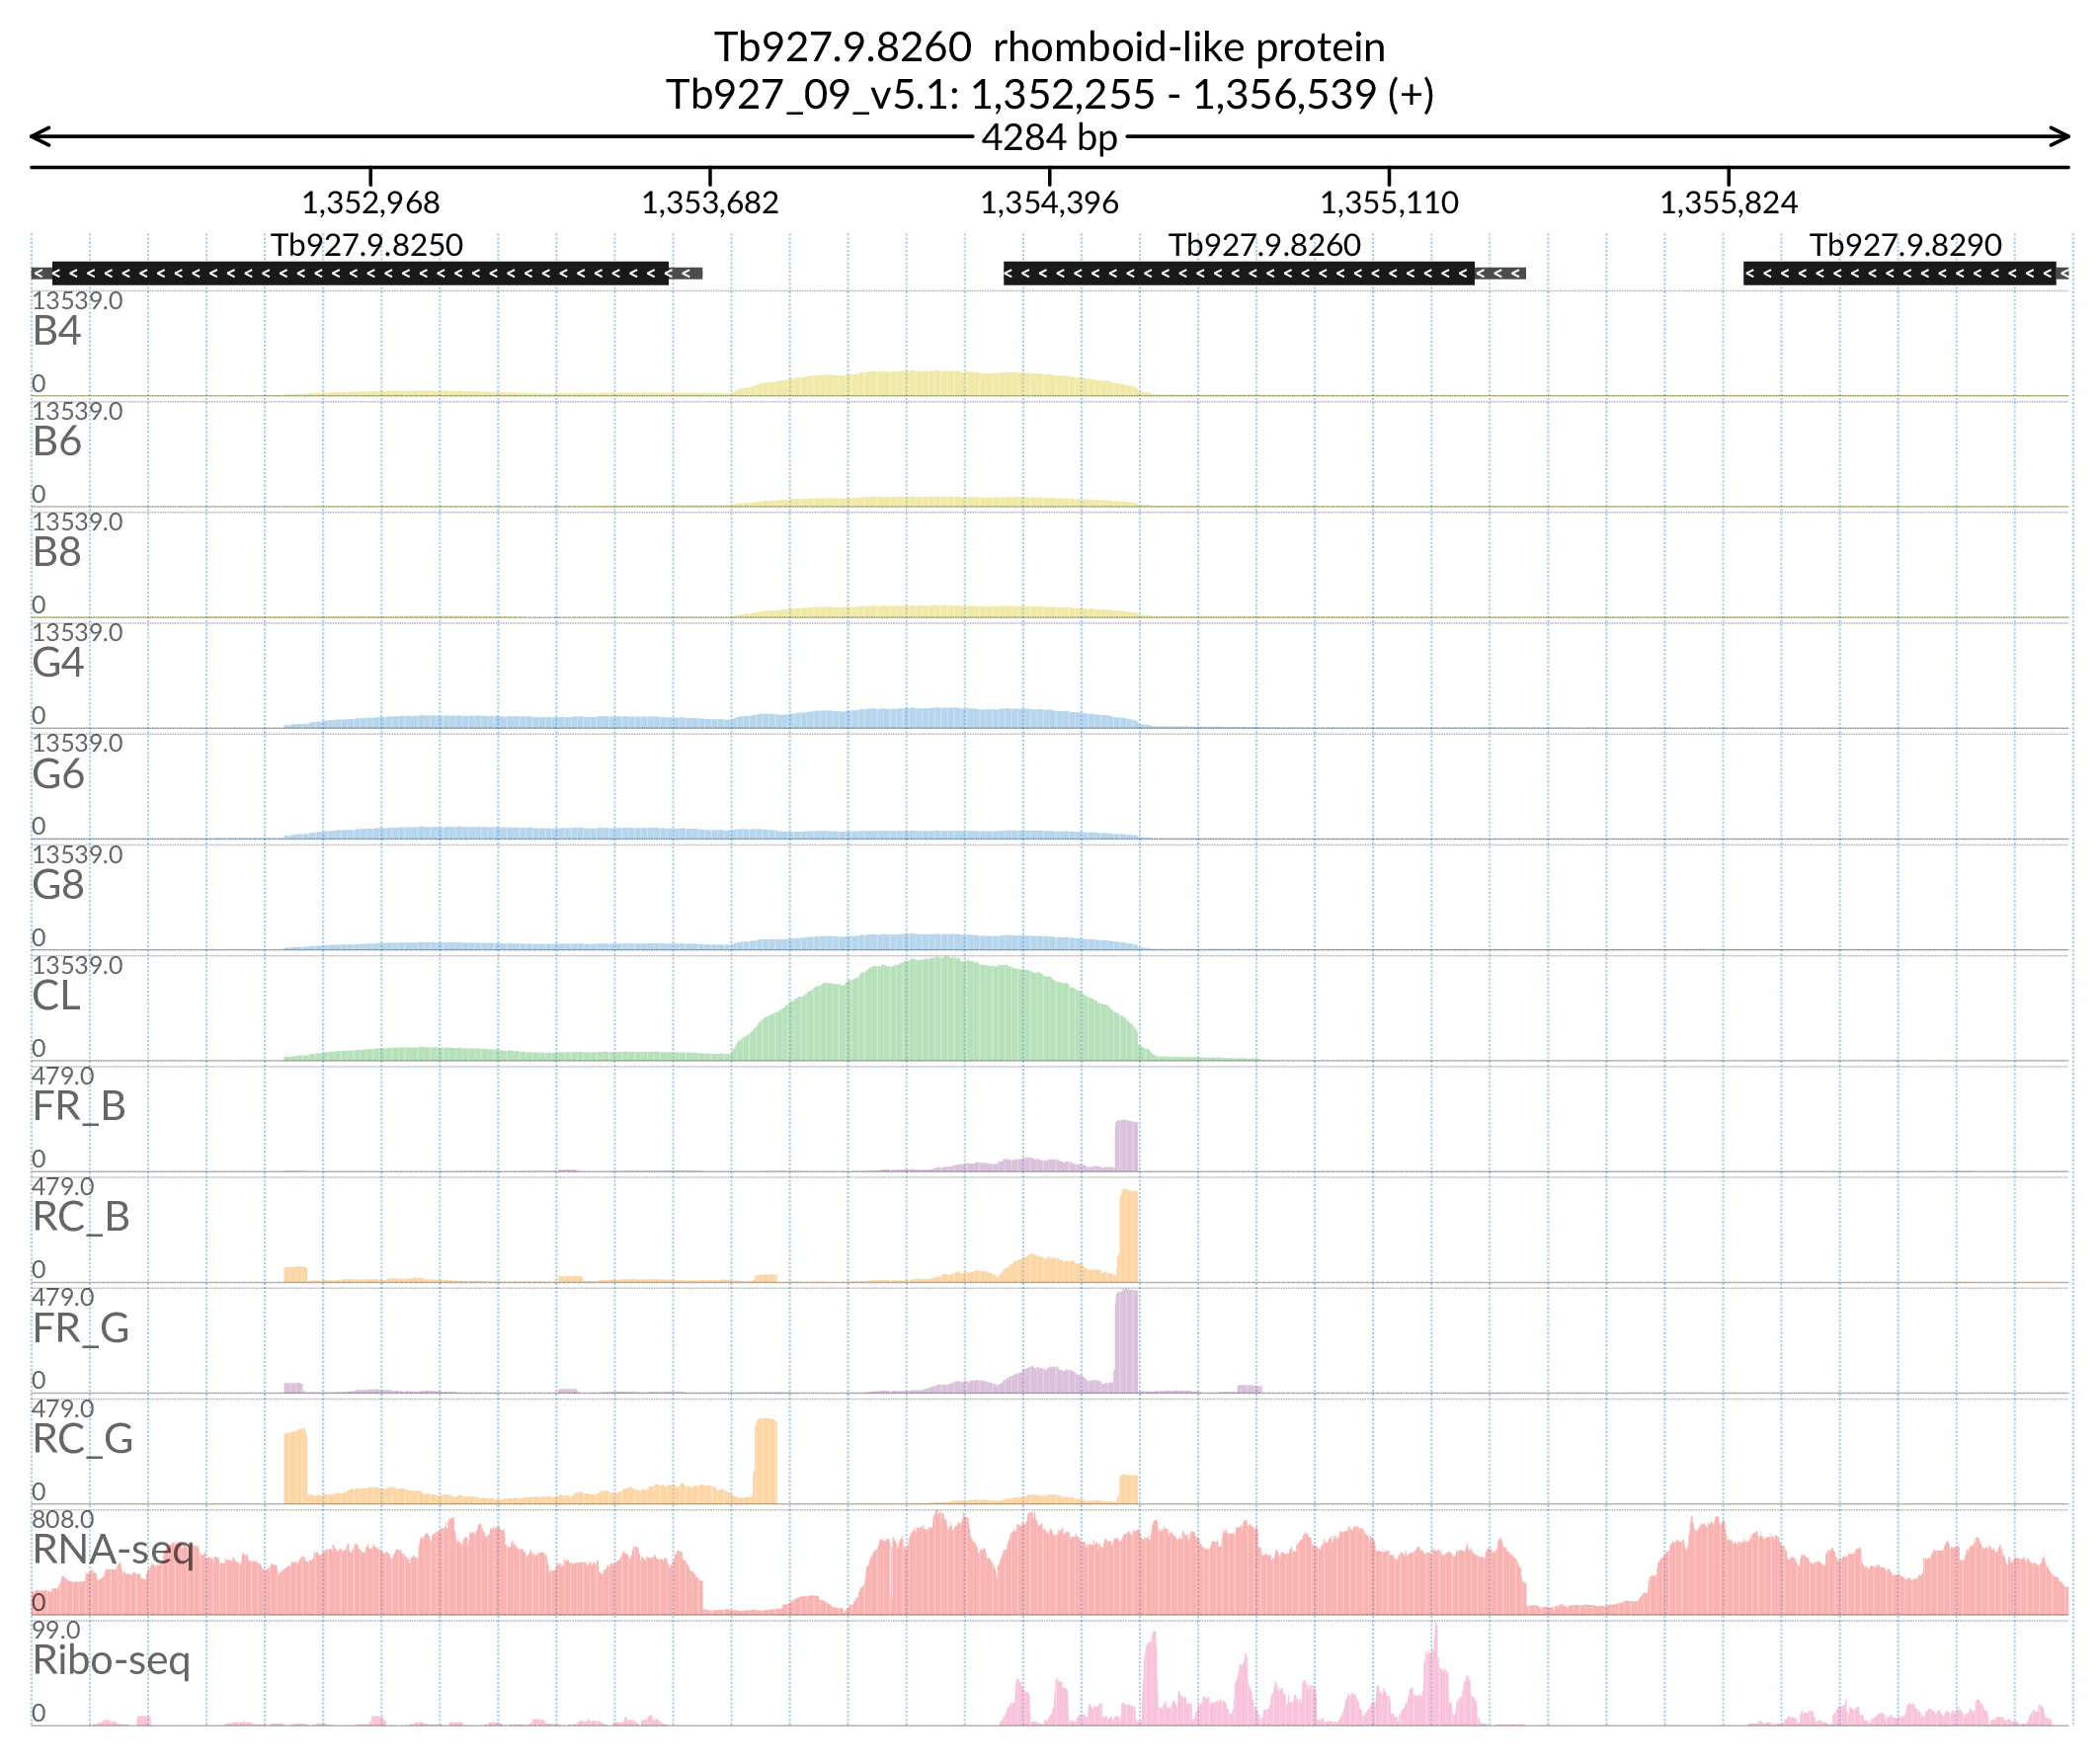 Tb927.9.8260  rhomboid-like protein
Tb927_09_v5.1: 1,352,255 - 1,356,539 (+)
4284 bp
1,352,968 1,353,682 1,354,396 1,355,110 1,355,824
Tb927.9.8250 Tb927.9.8260 Tb927.9.8290
13539.0
B4
0
13539.0
B6
0
13539.0
B8
0
13539.0
G4
0
13539.0
G6
0
13539.0
G8
0
13539.0
CL
0
479.0
FR_B
0
479.0
RC_B
0
479.0
FR_G
0
479.0
RC_G
0
808.0
RNA-seq
0
99.0
Ribo-seq
0